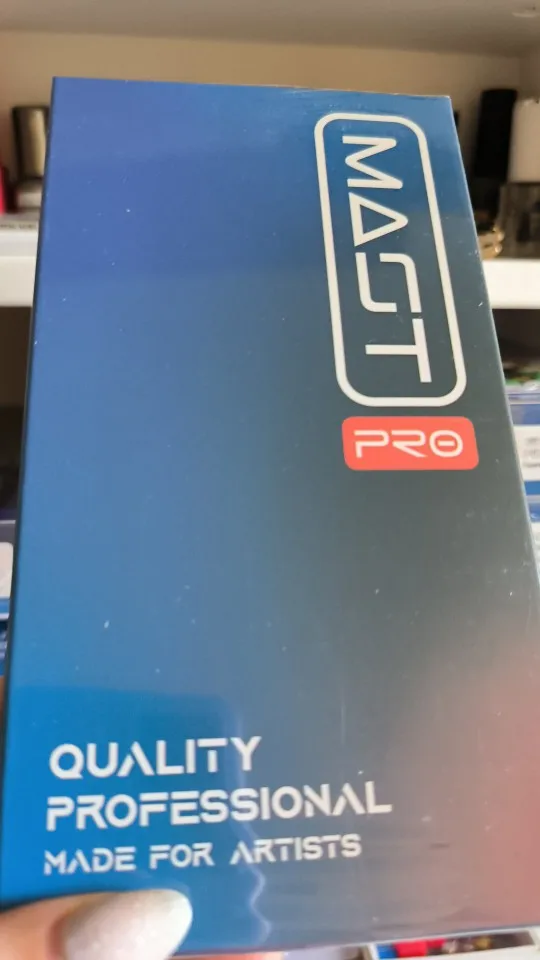 MAST
PRO
QUALITY
PROFESSIONAL
MADE FOR ARTISTS